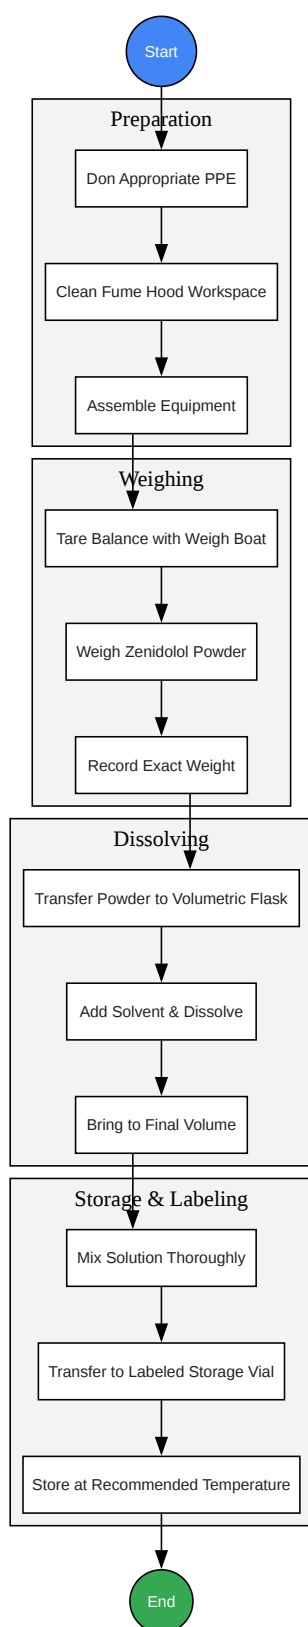 Start
Preparation
Don Appropriate PPE
Clean Fume Hood Workspace
Assemble Equipment
Weighing
Tare Balance with Weigh Boat
Weigh Zenidolol Powder
Record Exact Weight
Dissolving
Transfer Powder to Volumetric Flask
Add Solvent & Dissolve
Bring to Final Volume
Storage & Labeling
Mix Solution Thoroughly
Transfer to Labeled Storage Vial
Store at Recommended Temperature
End